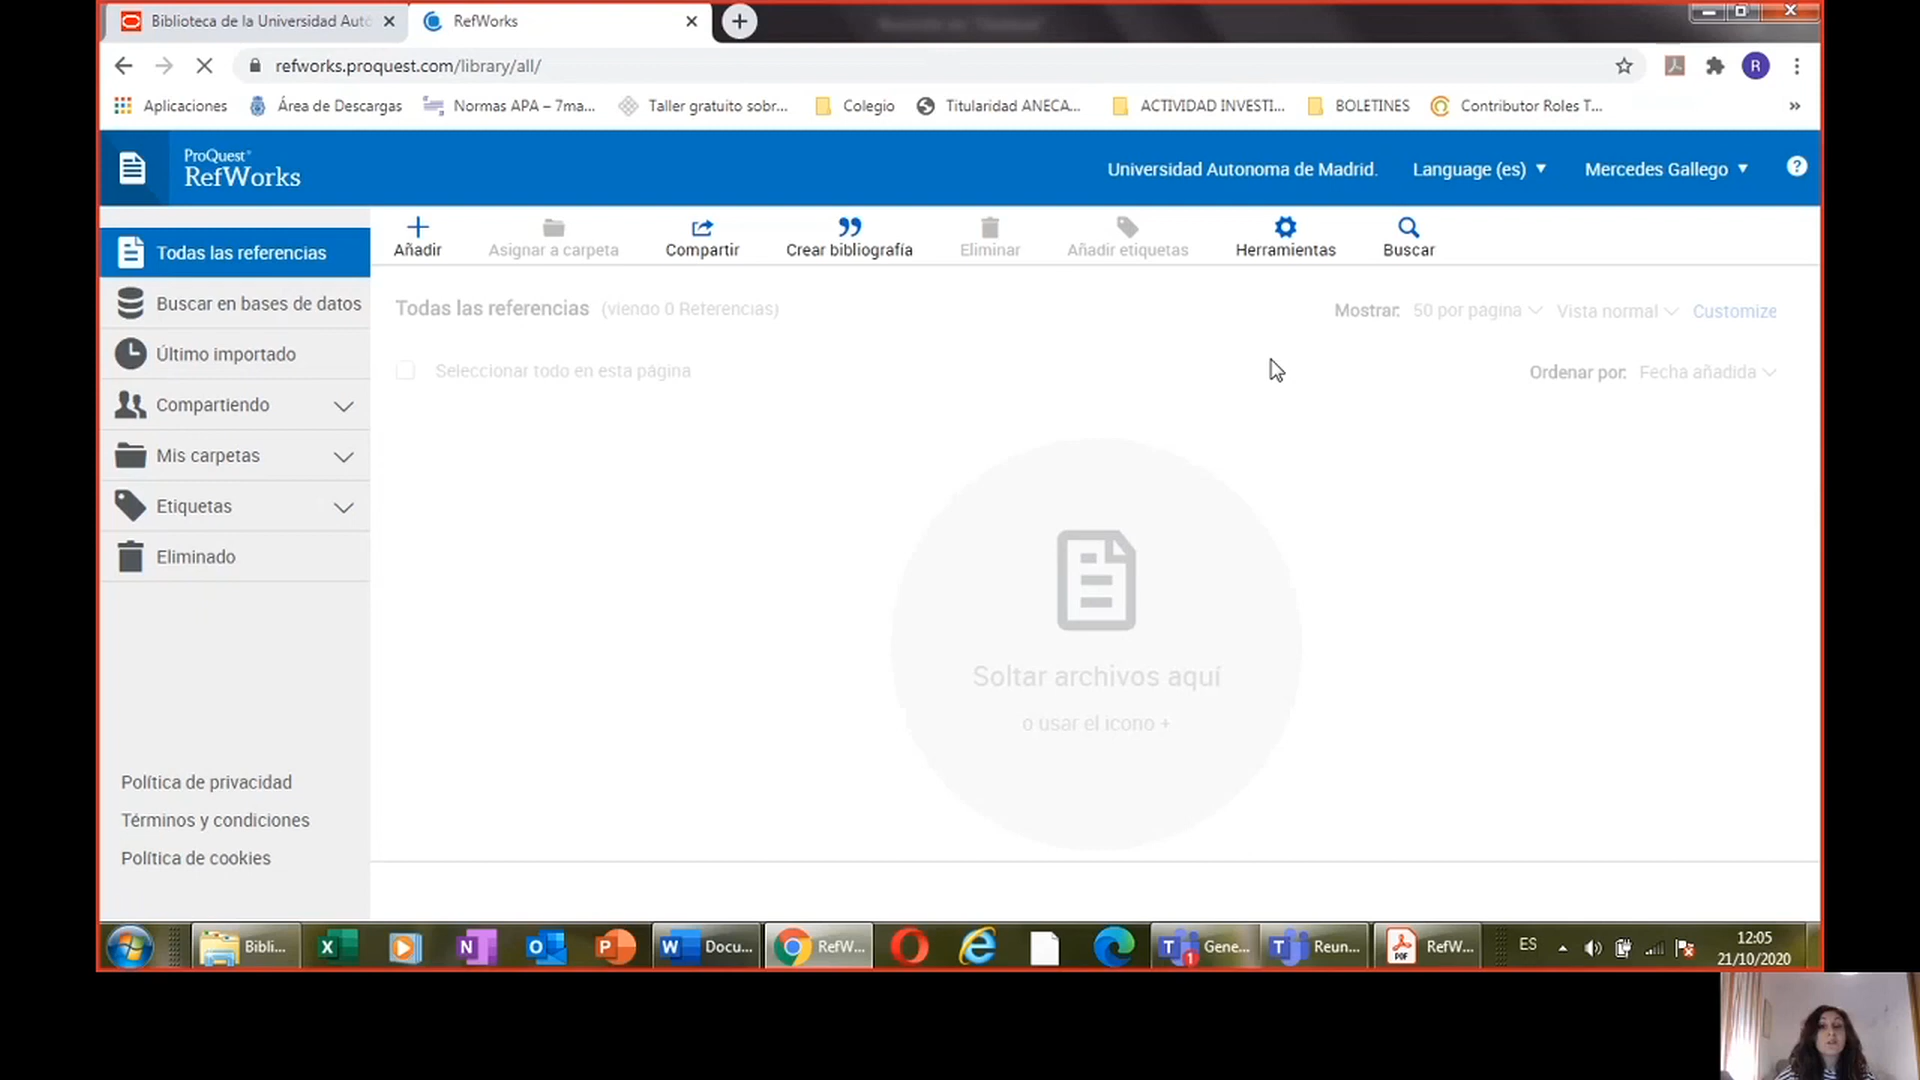 Biblioteca de la Universidad Autó
RefWorks
refworks.proquest.com/library/all/
R
Aplicaciones
Área de Descargas
Normas APA – 7ma...
Taller gratuito sobr...
Colegio
Titularidad ANECA...
ACTIVIDAD INVESTI...
BOLETINES
Contributor Roles T...
»
ProQuest®
RefWorks
Universidad Autonoma de Madrid.
Language (es)
Mercedes Gallego
?
Añadir
Asignar a carpeta
Compartir
Crear bibliografía
Eliminar
Añadir etiquetas
Herramientas
Buscar
Todas las referencias
Buscar en bases de datos
Último importado
Compartiendo
Mis carpetas
Etiquetas
Eliminado
Política de privacidad
Términos y condiciones
Política de cookies
Todas las referencias (viendo 0 Referencias)
Mostrar: 50 por página Vista normal Customize
Seleccionar todo en esta página
Ordenar por: Fecha añadida
Soltar archivos aquí
o usar el icono +
Bibli...
Docu...
RefW...
Gene...
1
Reun...
PDF
RefW...
ES
12:05
21/10/2020